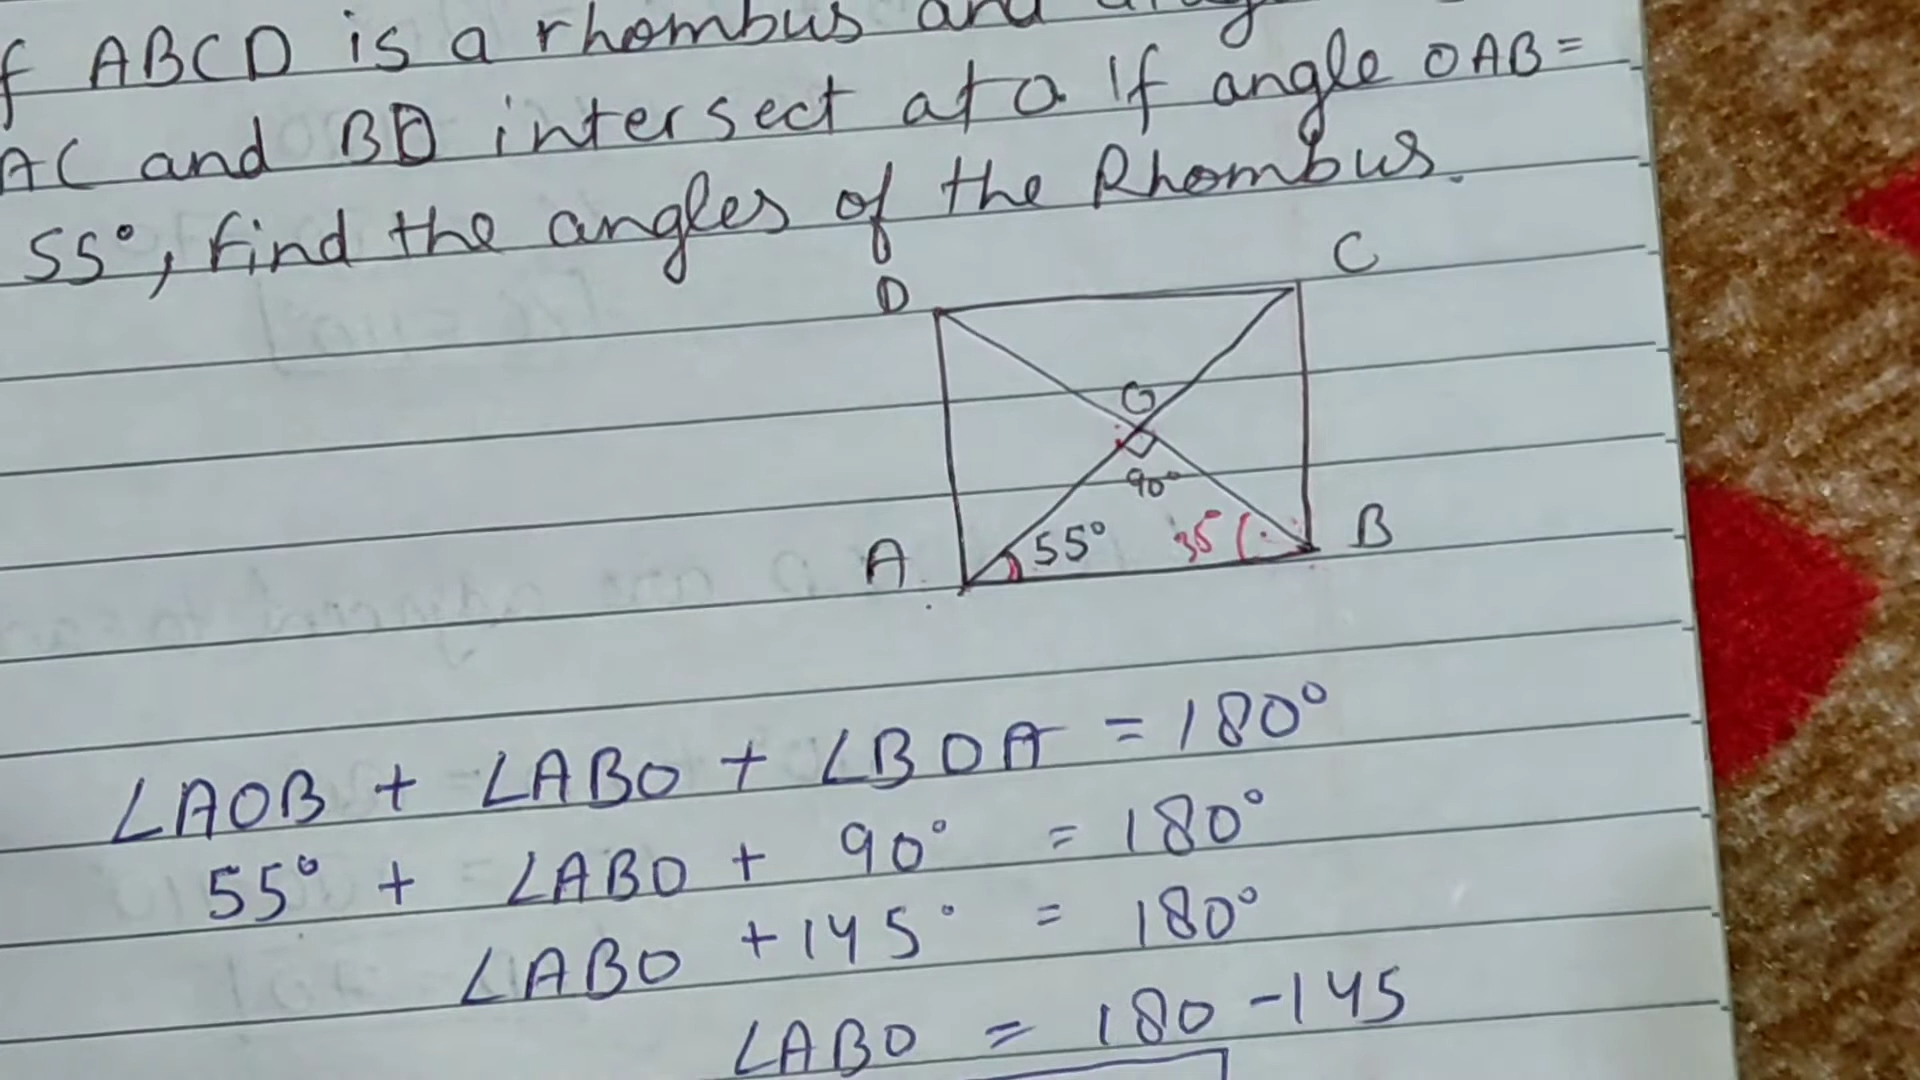 f ABCD is a rhombus and
AC and BD intersect at O If angle OAB =
55°, find the angles of the Rhombus.
D C
O
90°
A 55° 35 B
∠AOB + ∠ABO + ∠BOA = 180°
55° + ∠ABO + 90° = 180°
∠ABO + 145° = 180°
∠ABO = 180 - 145